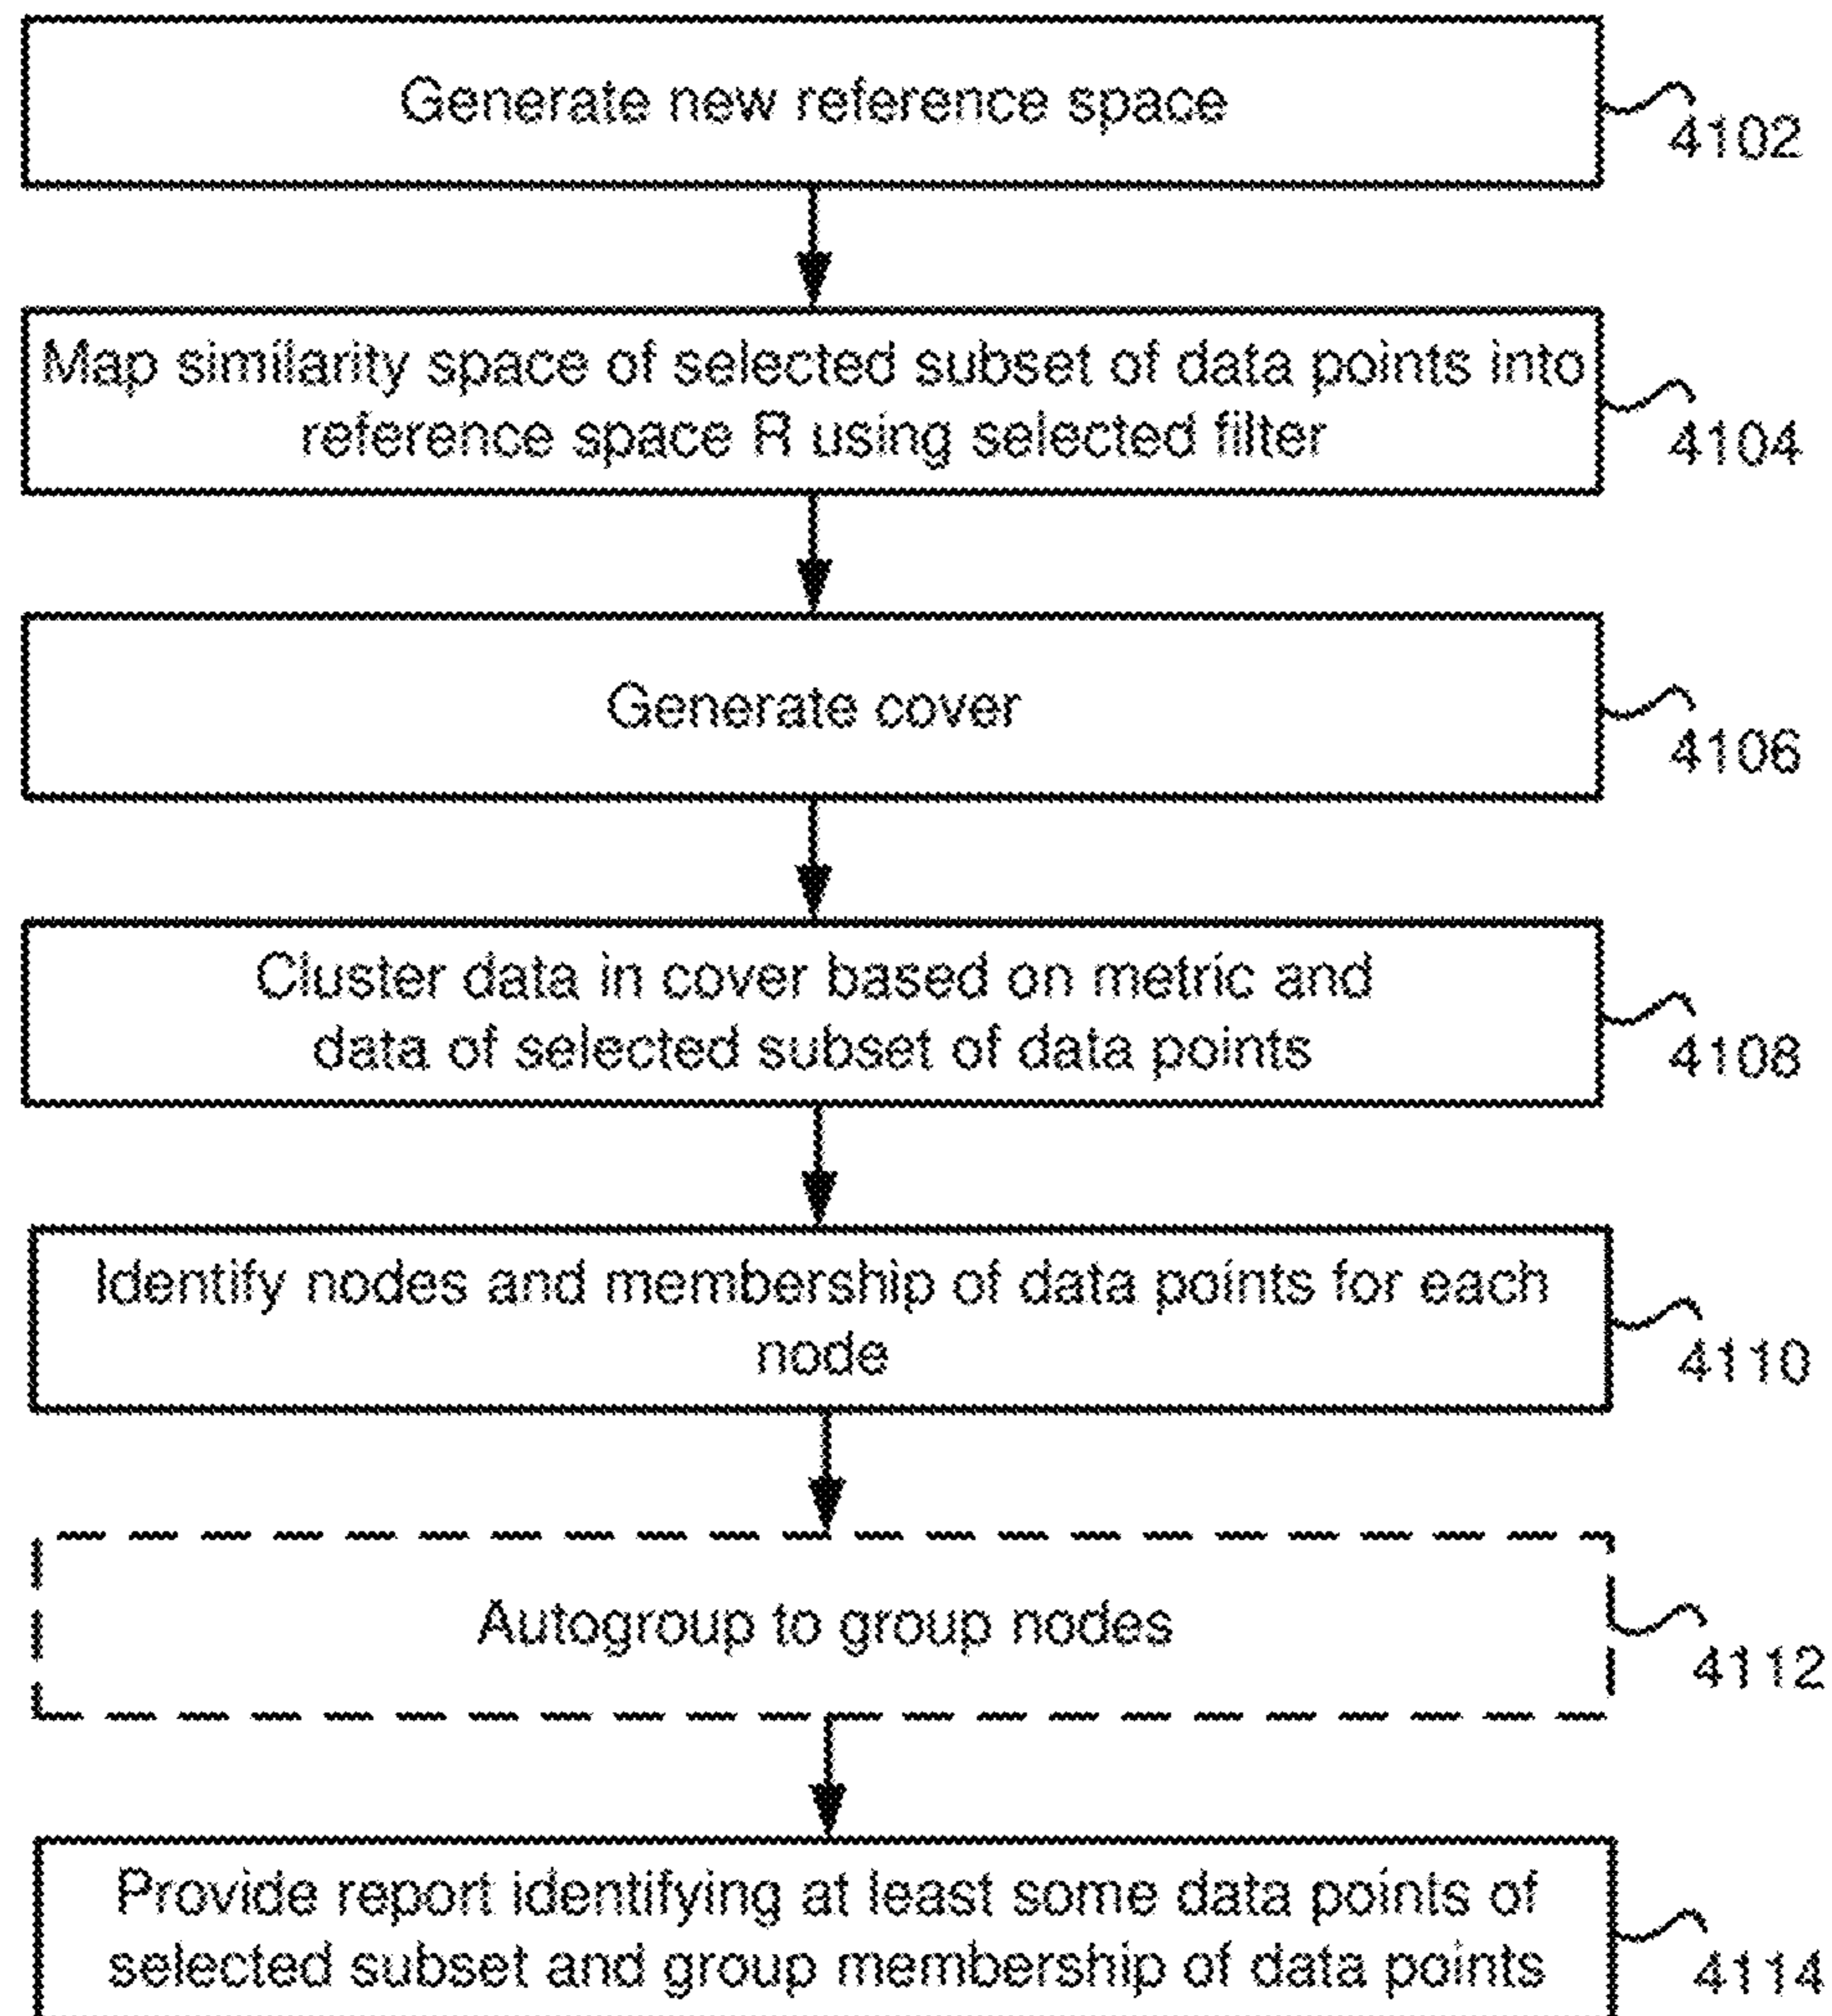 Generate new reference space
4102
Map similarity space of selected subset of data points into
reference space R using selected filter
4104
Generate cover
4106
Cluster data in cover based on metric and
data of selected subset of data points
4108
Identify nodes and membership of data points for each
node
4110
Autogroup to group nodes
4112
Provide report identifying at least some data points of
selected subset and group membership of data points
4114